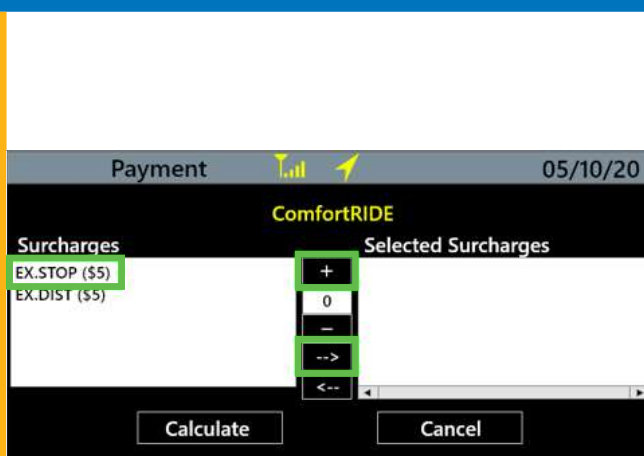 Payment 05/10/20
ComfortRIDE
Surcharges Selected Surcharges
EX.STOP ($5) +
EX.DIST ($5) 0
–
-->
<--
Calculate Cancel